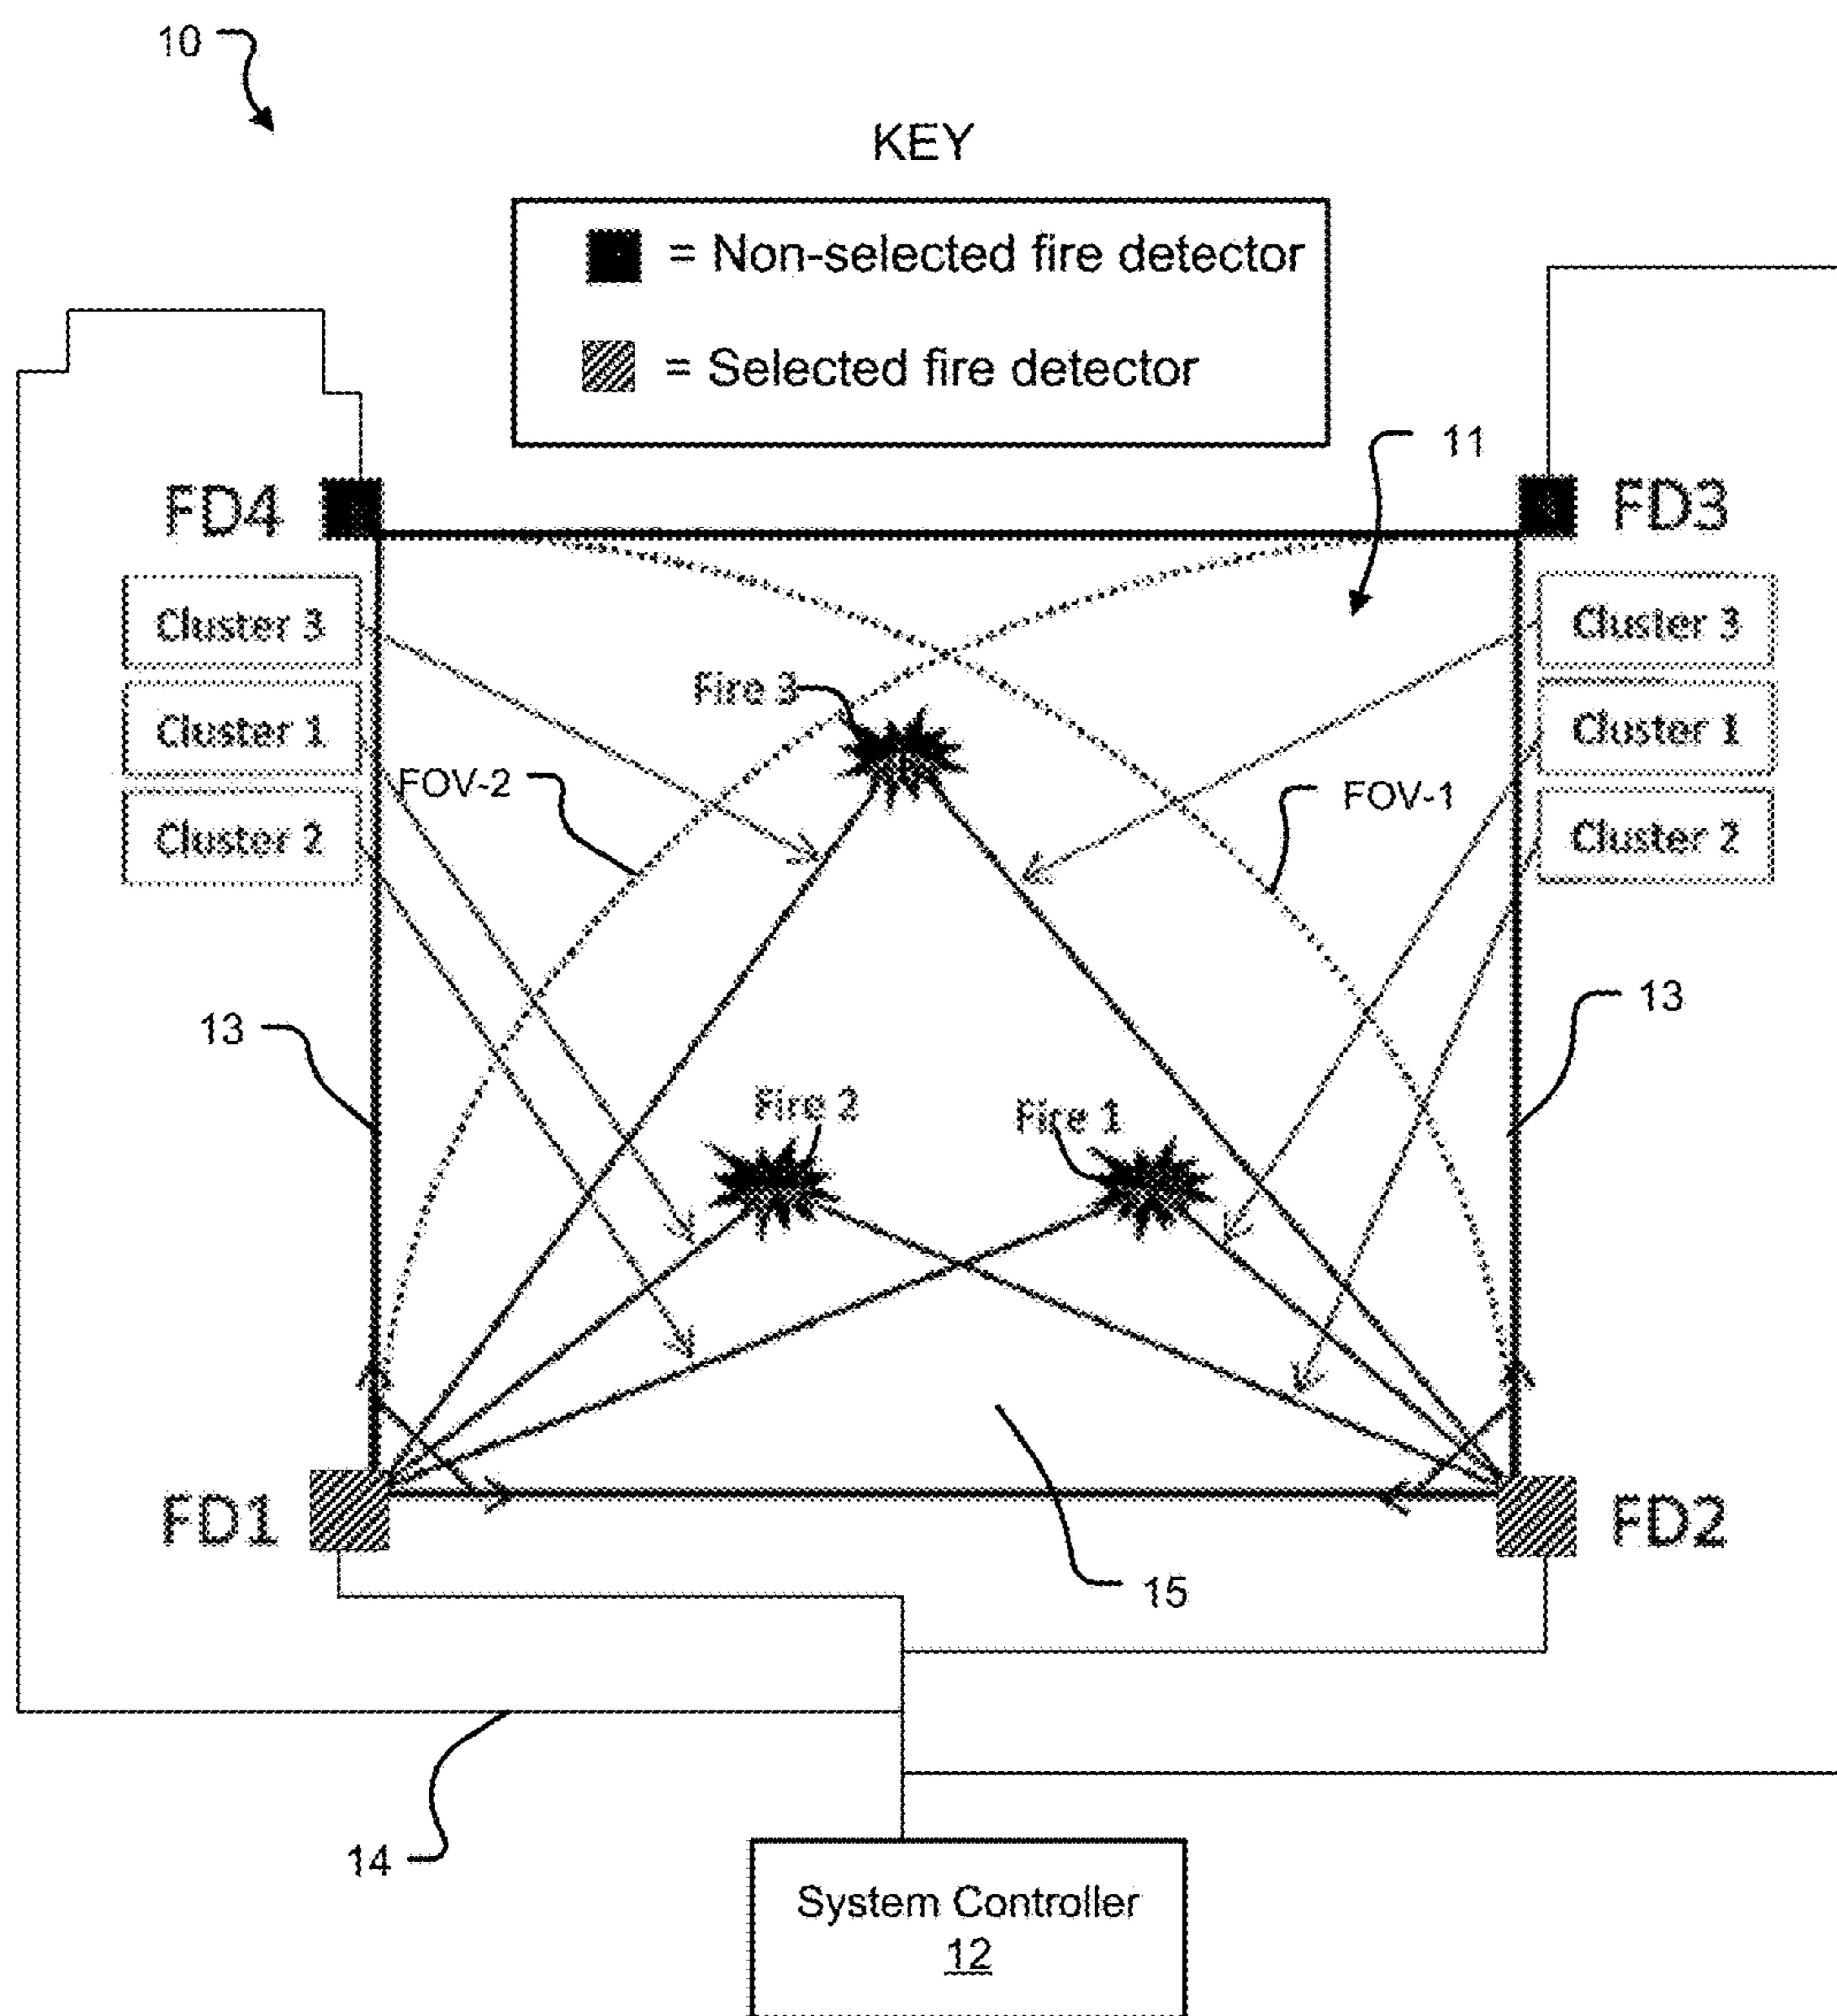 10
KEY
= Non-selected fire detector
= Selected fire detector
11
FD4
FD3
Cluster 3
Cluster 3
Fire 3
Cluster 1
Cluster 1
FOV-2
FOV-1
Cluster 2
Cluster 2
13
13
Fire 2
Fire 1
FD1
FD2
15
14
System Controller
12